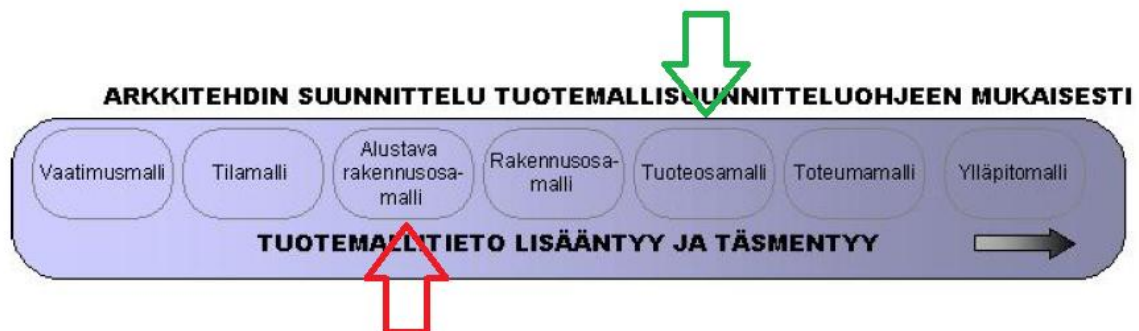 ARKKITEHDIN SUUNNITTELU TUOTEMALLISUUNNITTELUOHJEEN MUKAISESTI
Vaatimusmalli
Tilamalli
Alustava
rakennusosa-
malli
Rakennusosa-
malli
Tuoteosamalli
Toteumamalli
Ylläpitomalli
TUOTEMALLITIETO LISÄÄNTYY JA TÄSMENTYY